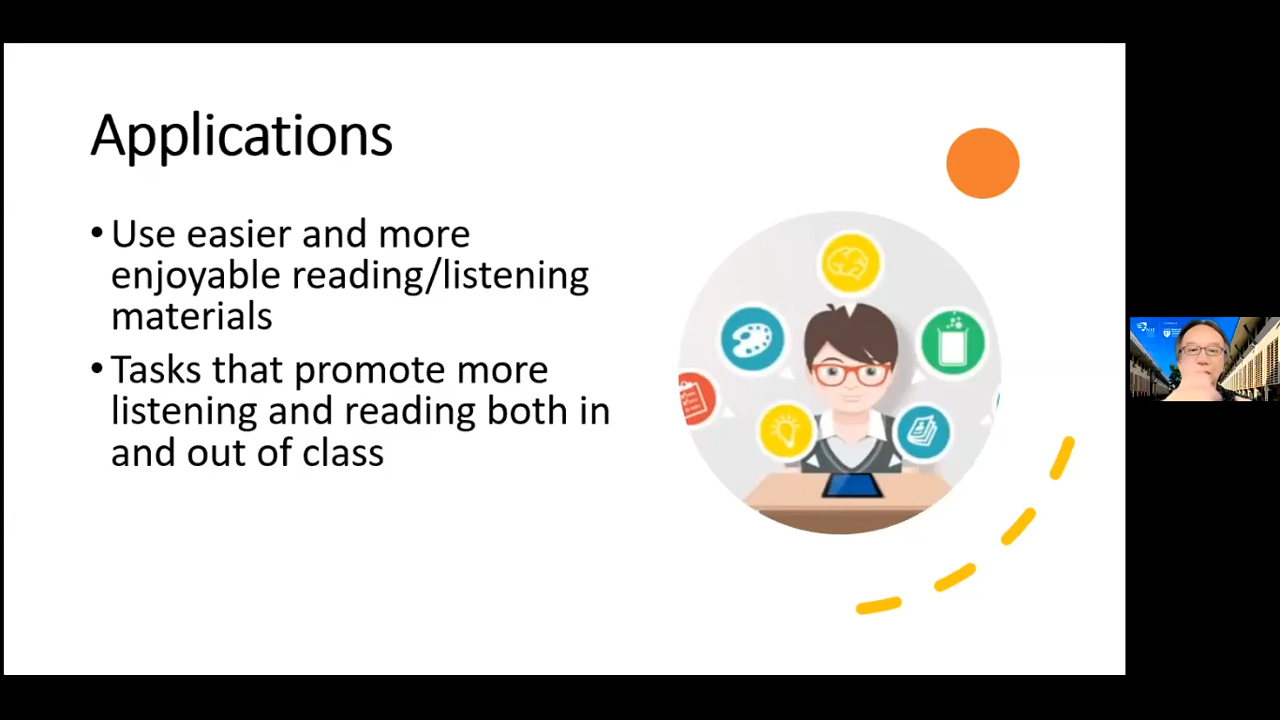 Applications
• Use easier and more
enjoyable reading/listening
materials
• Tasks that promote more
listening and reading both in
and out of class